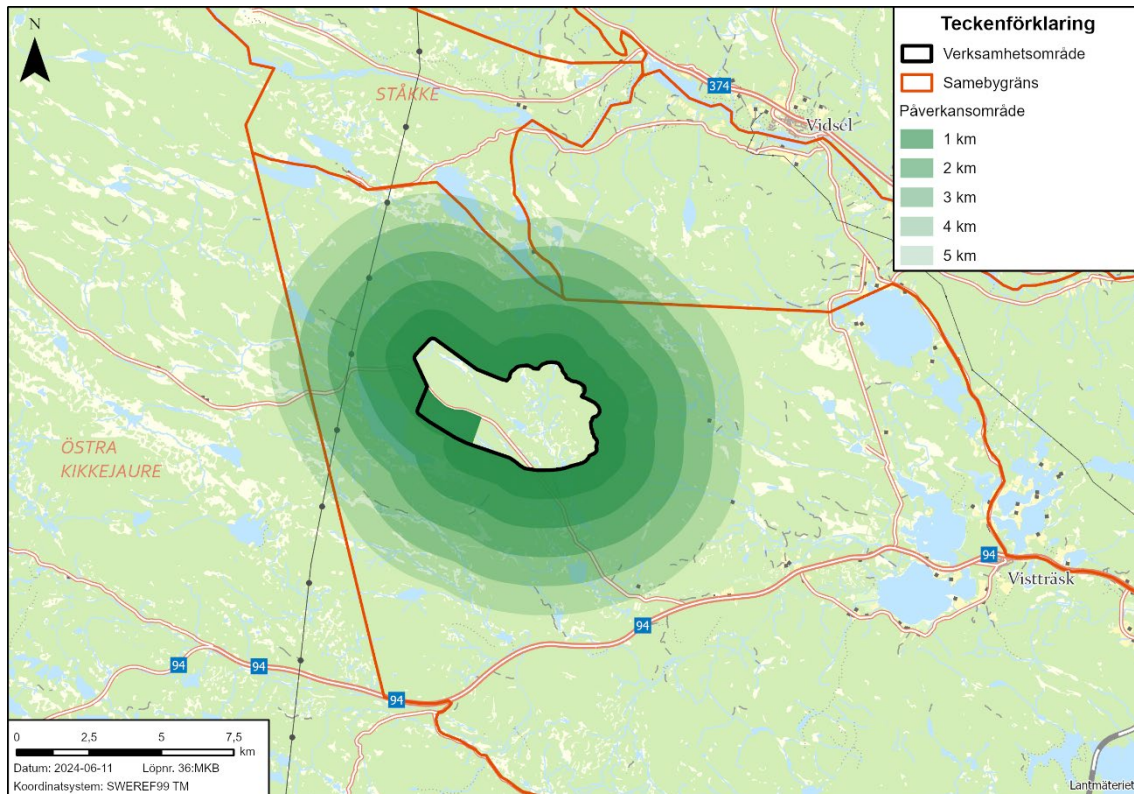 N
STÅKKE
374
Vidsel
Teckenförklaring
Verksamhetsområde
Samebygräns
Påverkansområde
1 km
2 km
3 km
4 km
5 km
ÖSTRA
KIKKEJAURE
94
Vistträsk
94
94
94
94
0 2,5 5 7,5
km
Datum: 2024-06-11 Löpnr. 36:MKB
Koordinatsystem: SWEREF99 TM
Lantmäteriet